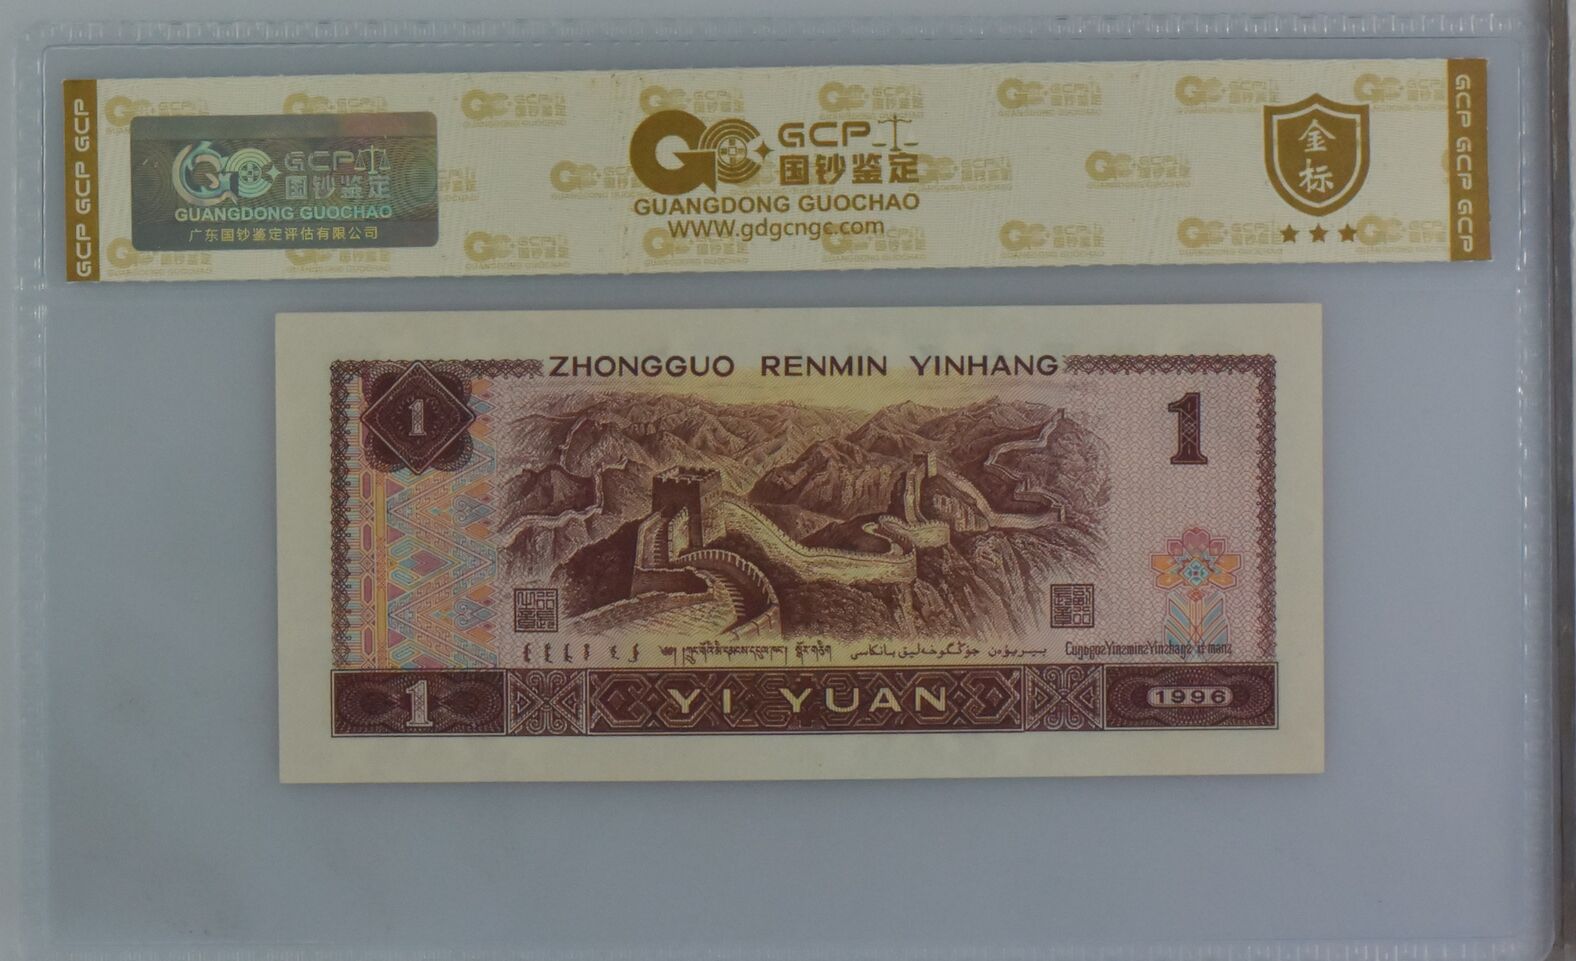 GCP GCP GCP
GCP
国钞鉴定
GUANGDONG GUOCHAO
广东国钞鉴定评估有限公司
GCP
国钞鉴定
GUANGDONG GUOCHAO
WWW.gdgcngc.com
金标
GCP GCP GCP
ZHONGGUO RENMIN YINHANG
1
1
1
YI YUAN
1996